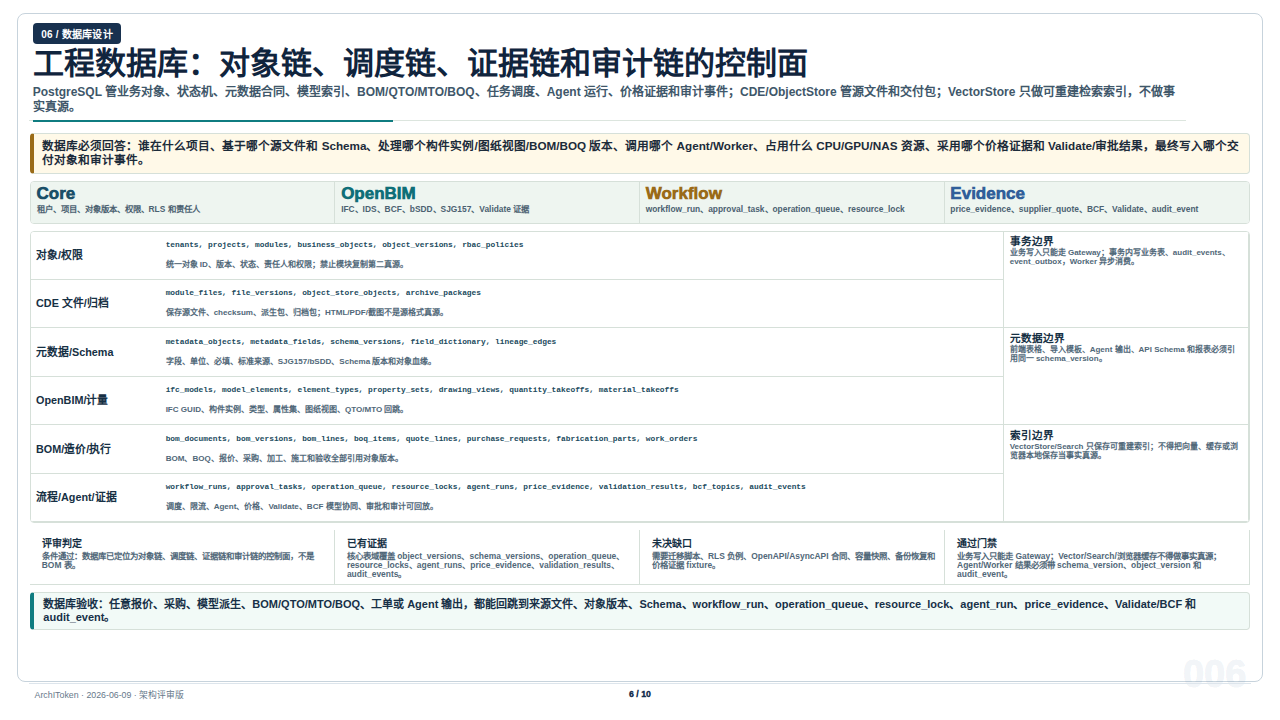 06 / 数据库设计
工程数据库：对象链、调度链、证据链和审计链的控制面
PostgreSQL 管业务对象、状态机、元数据合同、模型索引、BOM/QTO/MTO/BOQ、任务调度、Agent 运行、价格证据和审计事件；CDE/ObjectStore 管源文件和交付包；VectorStore 只做可重建检索索引，不做事
实真源。
数据库必须回答：谁在什么项目、基于哪个源文件和 Schema、处理哪个构件实例/图纸视图/BOM/BOQ 版本、调用哪个 Agent/Worker、占用什么 CPU/GPU/NAS 资源、采用哪个价格证据和 Validate/审批结果，最终写入哪个交
付对象和审计事件。
Core
租户、项目、对象版本、权限、RLS 和责任人
OpenBIM
IFC、IDS、BCF、bSDD、SJG157、Validate 证据
Workflow
workflow_run、approval_task、operation_queue、resource_lock
Evidence
price_evidence、supplier_quote、BCF、Validate、audit_event
对象/权限
tenants, projects, modules, business_objects, object_versions, rbac_policies
统一对象 ID、版本、状态、责任人和权限；禁止模块复制第二真源。
CDE 文件/归档
module_files, file_versions, object_store_objects, archive_packages
保存源文件、checksum、派生包、归档包；HTML/PDF/截图不是源格式真源。
元数据/Schema
metadata_objects, metadata_fields, schema_versions, field_dictionary, lineage_edges
字段、单位、必填、标准来源、SJG157/bSDD、Schema 版本和对象血缘。
OpenBIM/计量
ifc_models, model_elements, element_types, property_sets, drawing_views, quantity_takeoffs, material_takeoffs
IFC GUID、构件实例、类型、属性集、图纸视图、QTO/MTO 回跳。
BOM/造价/执行
bom_documents, bom_versions, bom_lines, boq_items, quote_lines, purchase_requests, fabrication_parts, work_orders
BOM、BOQ、报价、采购、加工、施工和验收全部引用对象版本。
流程/Agent/证据
workflow_runs, approval_tasks, operation_queue, resource_locks, agent_runs, price_evidence, validation_results, bcf_topics, audit_events
调度、限流、Agent、价格、Validate、BCF 模型协同、审批和审计可回放。
事务边界
业务写入只能走 Gateway；事务内写业务表、audit_events、
event_outbox，Worker 异步消费。
元数据边界
前端表格、导入模板、Agent 输出、API Schema 和报表必须引
用同一 schema_version。
索引边界
VectorStore/Search 只保存可重建索引；不得把向量、缓存或浏
览器本地保存当事实真源。
评审判定
条件通过：数据库已定位为对象链、调度链、证据链和审计链的控制面，不是
BOM 表。
已有证据
核心表域覆盖 object_versions、schema_versions、operation_queue、
resource_locks、agent_runs、price_evidence、validation_results、
audit_events。
未决缺口
需要迁移脚本、RLS 负例、OpenAPI/AsyncAPI 合同、容量快照、备份恢复和
价格证据 fixture。
通过门禁
业务写入只能走 Gateway；Vector/Search/浏览器缓存不得做事实真源；
Agent/Worker 结果必须带 schema_version、object_version 和
audit_event。
数据库验收：任意报价、采购、模型派生、BOM/QTO/MTO/BOQ、工单或 Agent 输出，都能回跳到来源文件、对象版本、Schema、workflow_run、operation_queue、resource_lock、agent_run、price_evidence、Validate/BCF 和
audit_event。
006
ArchIToken · 2026-06-09 · 架构评审版
6 / 10